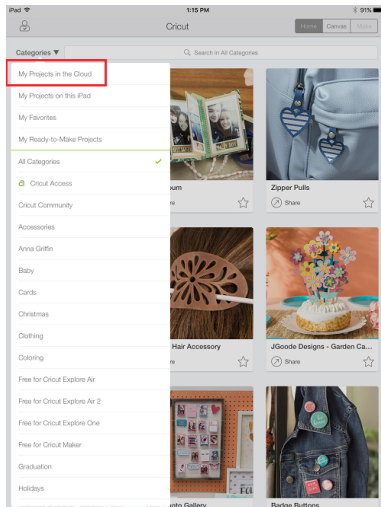 iPad
1:15 PM
91%
Cricut
Home
Canvas
Make
Categories ▼
Search in All Categories
My Projects in the Cloud
My Projects on this iPad
My Favorites
My Ready-to-Make Projects
All Categories
Cricut Access
Cricut Community
Accessories
Anna Griffin
Baby
Cards
Christmas
Clothing
Coloring
Free for Cricut Explore Air
Free for Cricut Explore Air 2
Free for Cricut Explore One
Free for Cricut Maker
Graduation
Holidays
Zipper Pulls
Share
Hair Accessory
JGoode Designs - Garden Ca...
Share
Badge Buttons